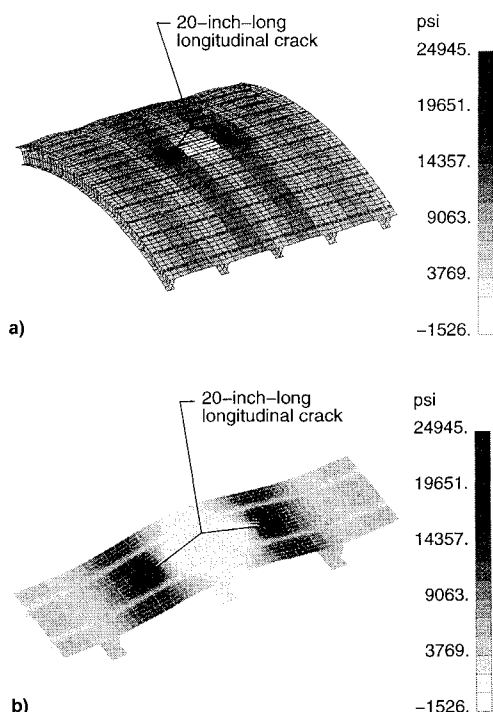 20-inch-long
longitudinal crack
psi
24945.
19651.
14357.
9063.
3769.
-1526.
a)
20-inch-long
longitudinal crack
psi
24945.
19651.
14357.
9063.
3769.
-1526.
b)